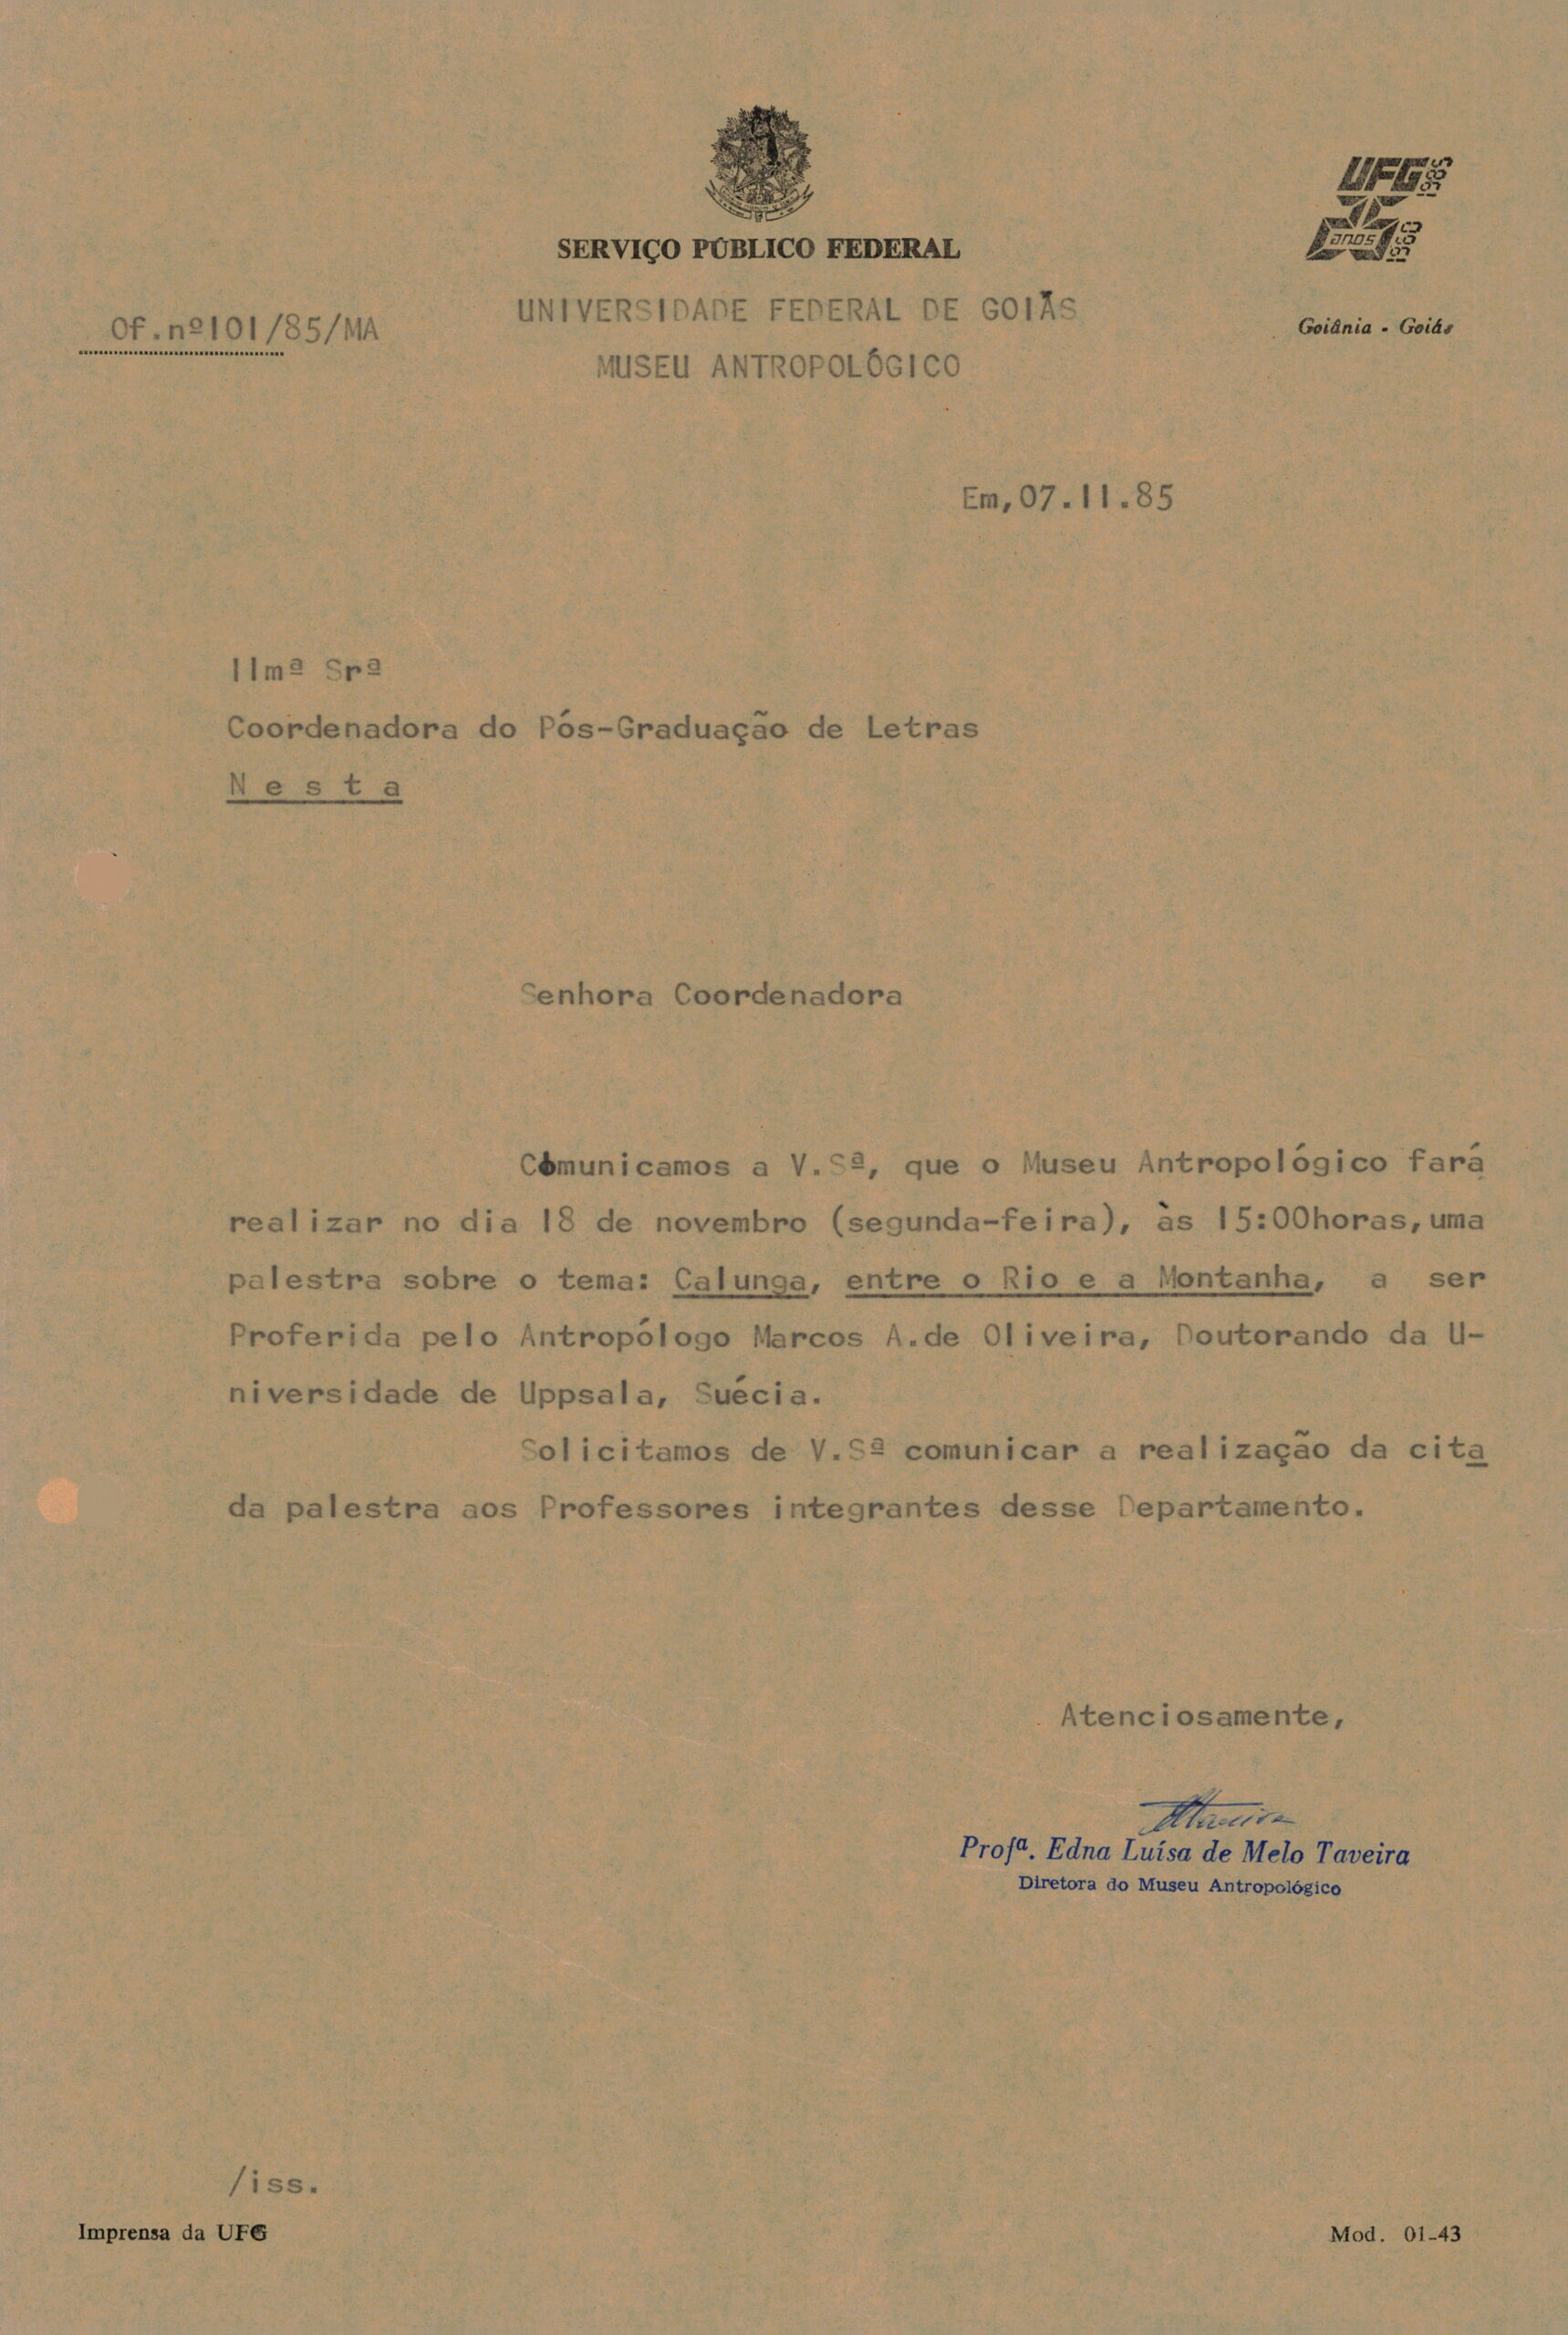 UFG 1985
25 anos 1960
SERVIÇO PÚBLICO FEDERAL
UNIVERSIDADE FEDERAL DE GOIÁS
Of.nº101/85/MA
Goiânia - Goiás
MUSEU ANTROPOLÓGICO
Em,07.11.85
Ilmª Srª
Coordenadora do Pós-Graduação de Letras
N e s t a
Senhora Coordenadora
Comunicamos a V.Sª, que o Museu Antropológico fará
realizar no dia 18 de novembro (segunda-feira), às 15:00horas,uma
palestra sobre o tema: Calunga, entre o Rio e a Montanha, a ser
Proferida pelo Antropólogo Marcos A.de Oliveira, Doutorando da U-
niversidade de Uppsala, Suécia.
Solicitamos de V.Sª comunicar a realização da cita
da palestra aos Professores integrantes desse Departamento.
Atenciosamente,
Profª. Edna Luísa de Melo Taveira
Diretora do Museu Antropológico
/iss.
Imprensa da UFG
Mod. 01-43